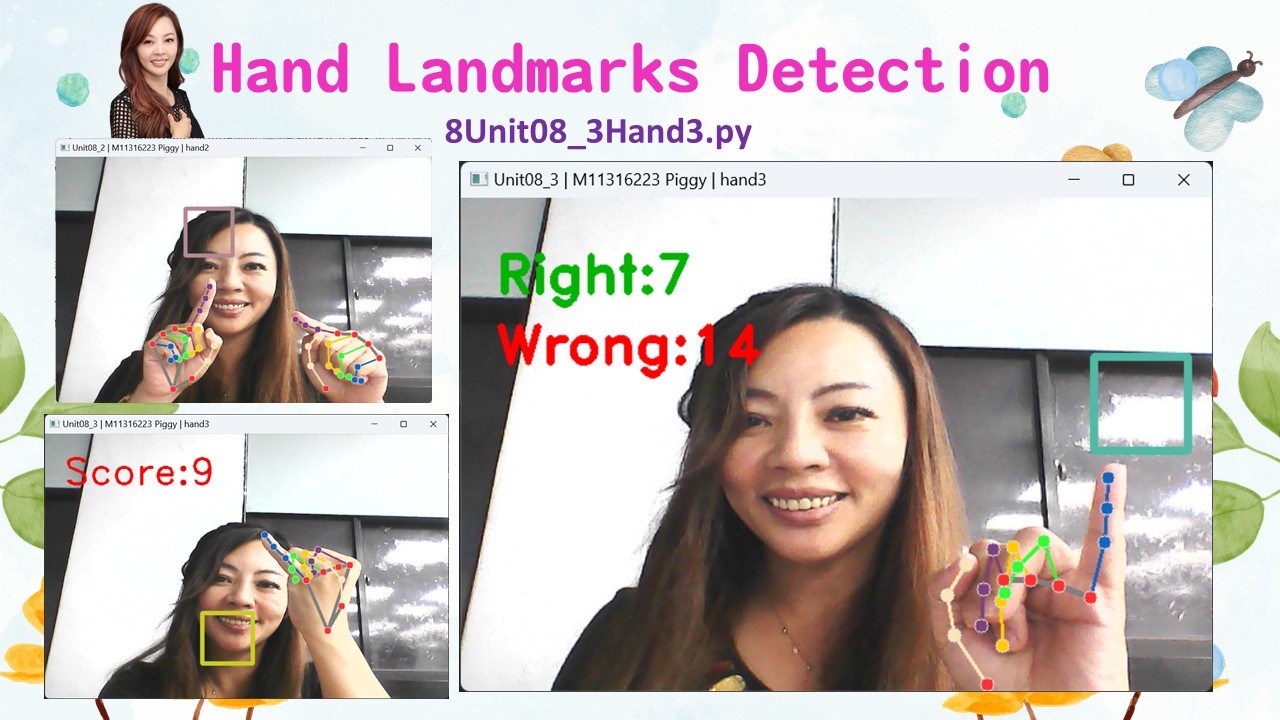 Hand Landmarks Detection
8Unit08_3Hand3.py
Unit08_2 | M11316223 Piggy | hand2
Unit08_3 | M11316223 Piggy | hand3
Score:9
Unit08_3 | M11316223 Piggy | hand3
Right:7
Wrong:14